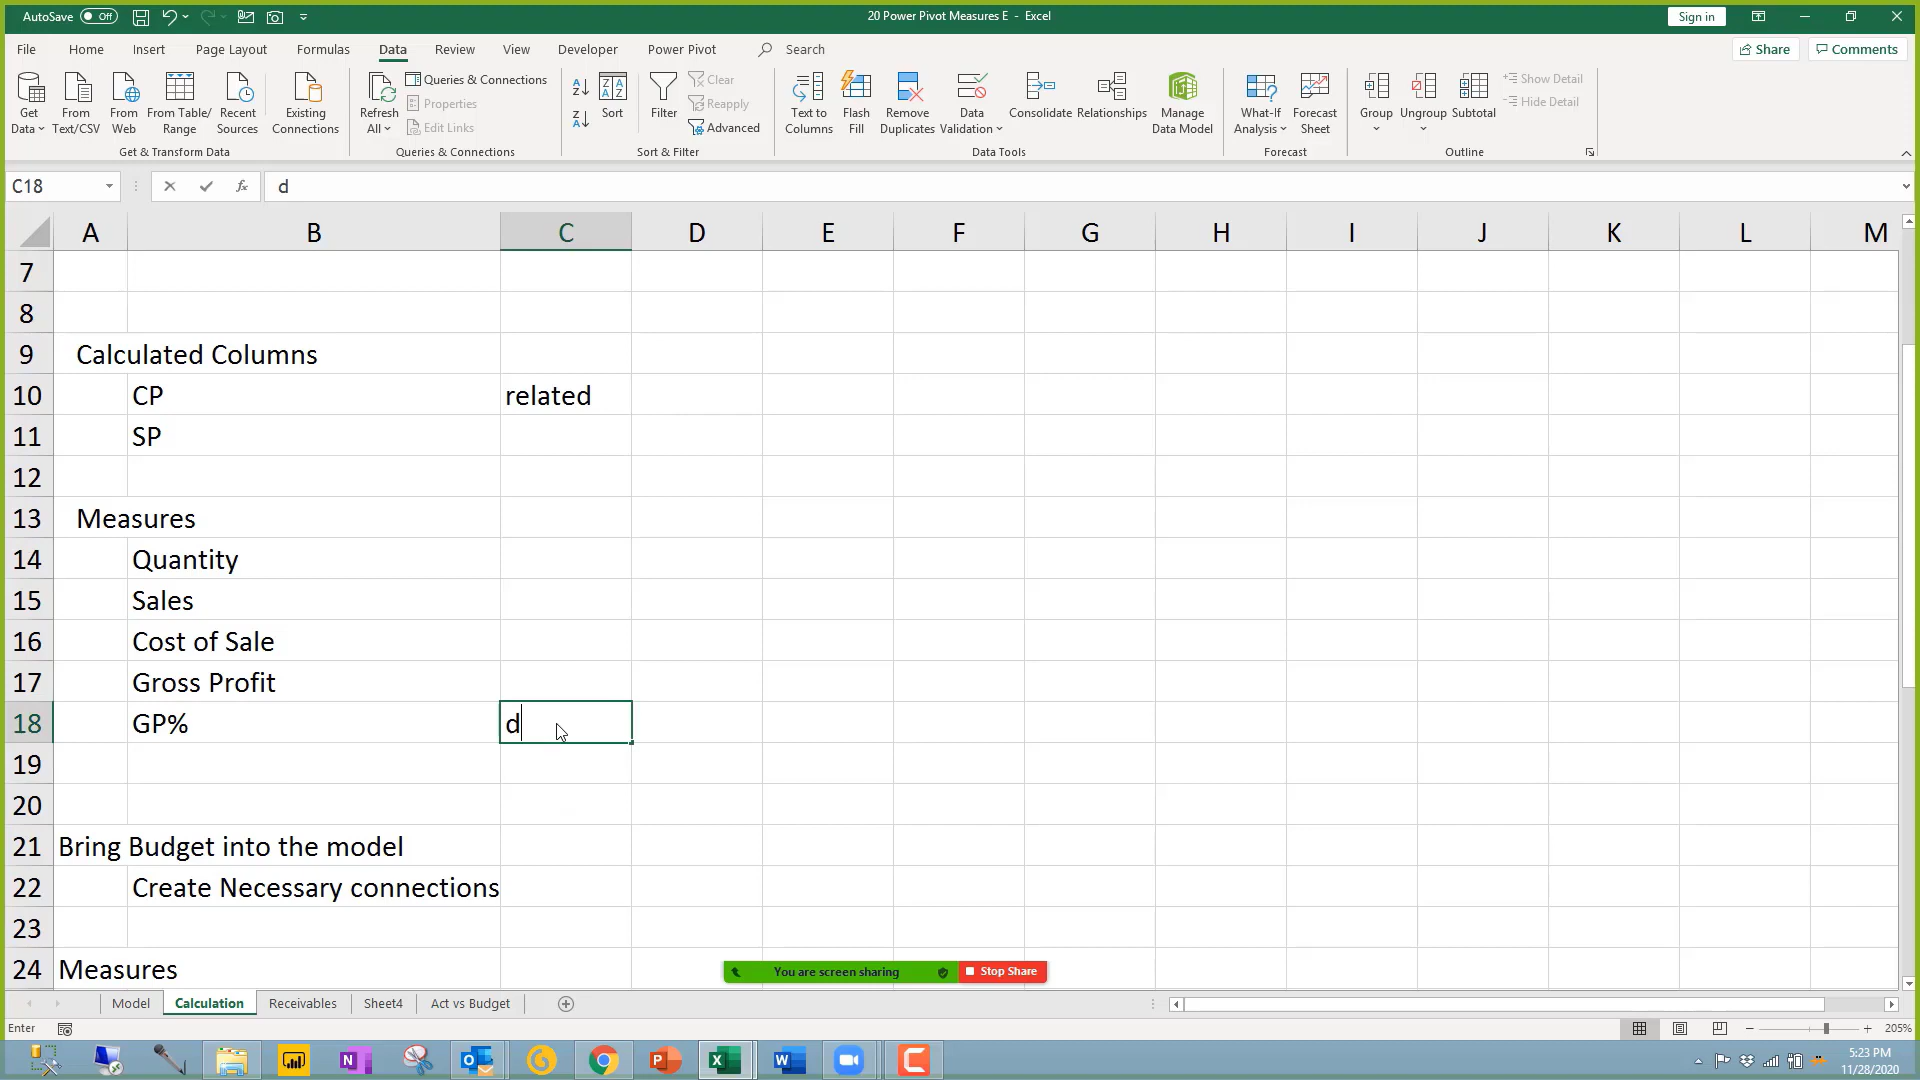 AutoSave Off
20 Power Pivot Measures E - Excel
Sign in
File Home Insert Page Layout Formulas Data Review View Developer Power Pivot Search
Share Comments
Get Data
From Text/CSV
From Web
From Table/ Range
Recent Sources
Existing Connections
Get & Transform Data
Refresh All
Queries & Connections
Properties
Edit Links
Queries & Connections
Sort
Filter
Clear
Reapply
Advanced
Sort & Filter
Text to Columns
Flash Fill
Remove Duplicates
Data Validation
Consolidate
Relationships
Manage Data Model
Data Tools
What-If Analysis
Forecast Sheet
Forecast
Group
Ungroup
Subtotal
Show Detail
Hide Detail
Outline
C18 fx d
A B C D E F G H I J K L M
7
8
9 Calculated Columns
10 CP related
11 SP
12
13 Measures
14 Quantity
15 Sales
16 Cost of Sale
17 Gross Profit
18 GP% d
19
20
21 Bring Budget into the model
22 Create Necessary connections
23
24 Measures
You are screen sharing Stop Share
Model Calculation Receivables Sheet4 Act vs Budget
Enter
205%
5:23 PM
11/28/2020